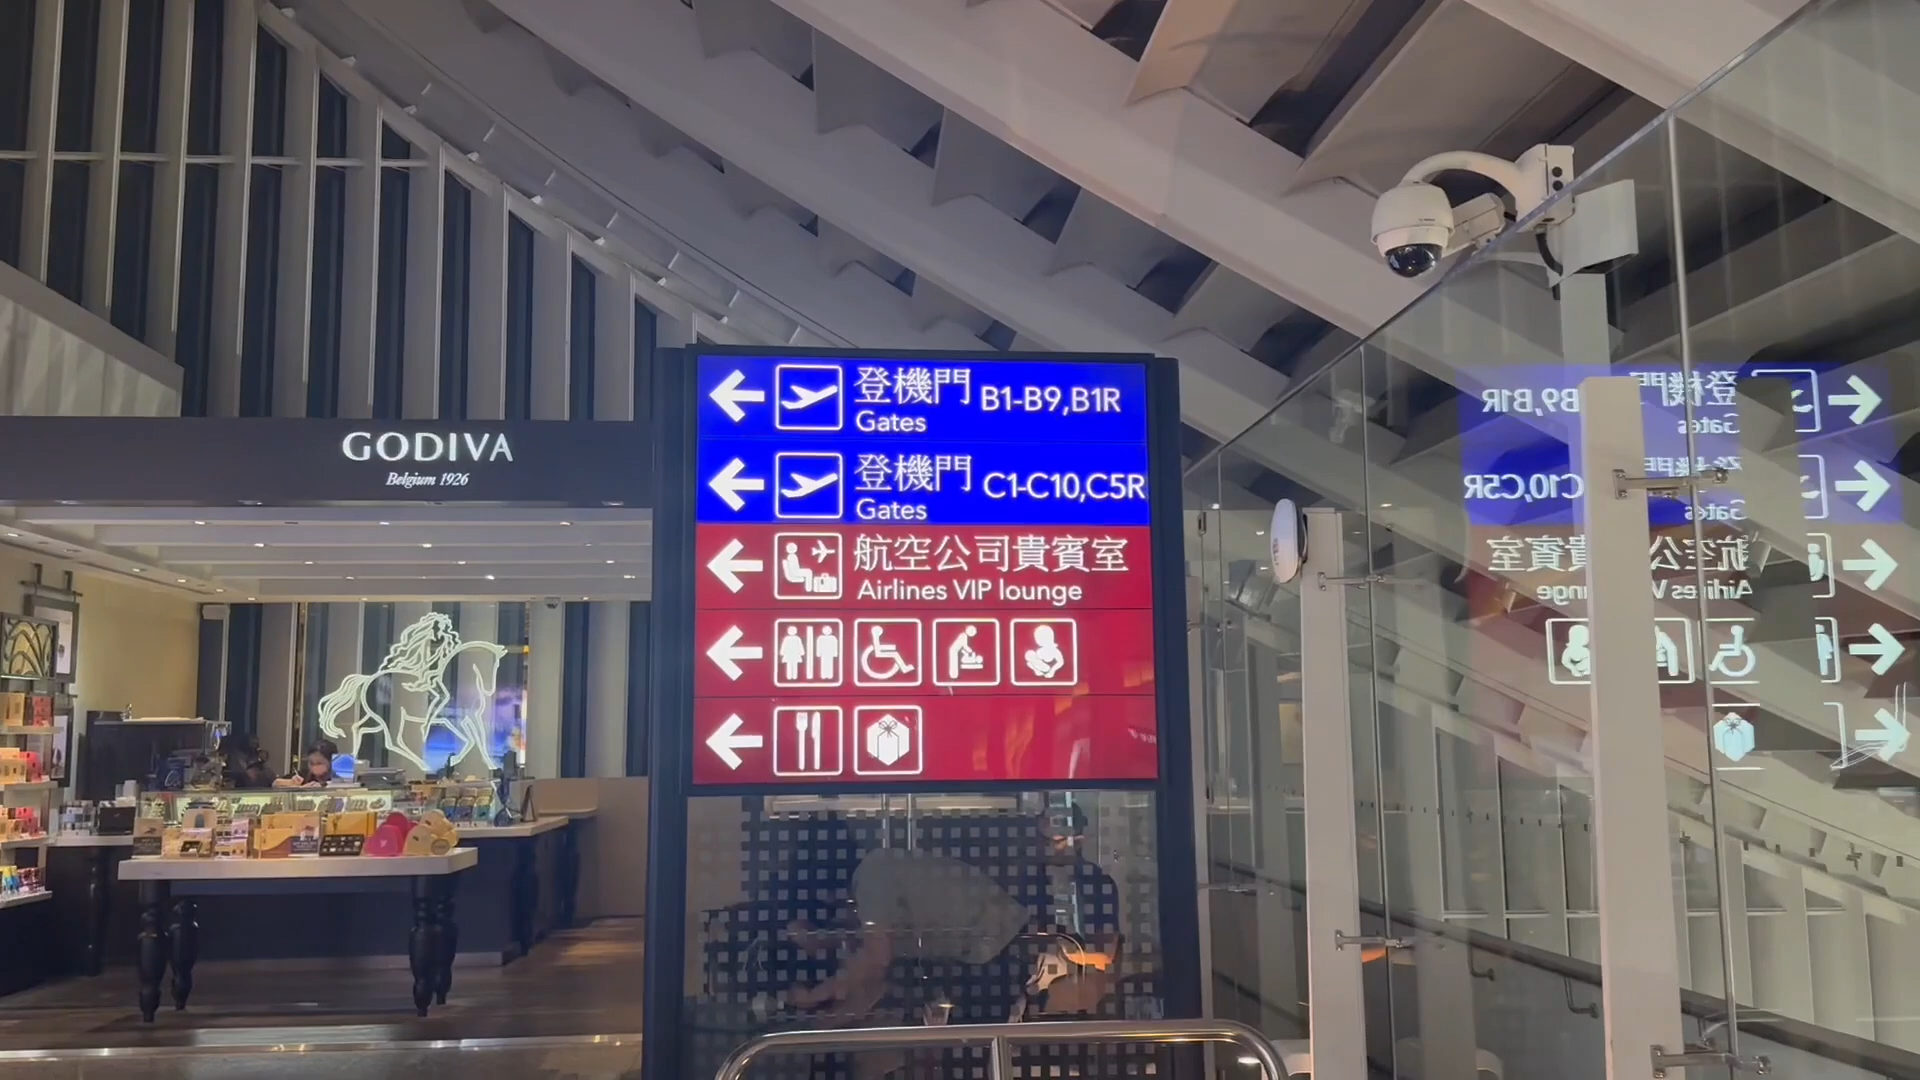 GODIVA
Belgium 1926
登機門 B1-B9,B1R
Gates
登機門 C1-C10,C5R
Gates
航空公司貴賓室
Airlines VIP lounge